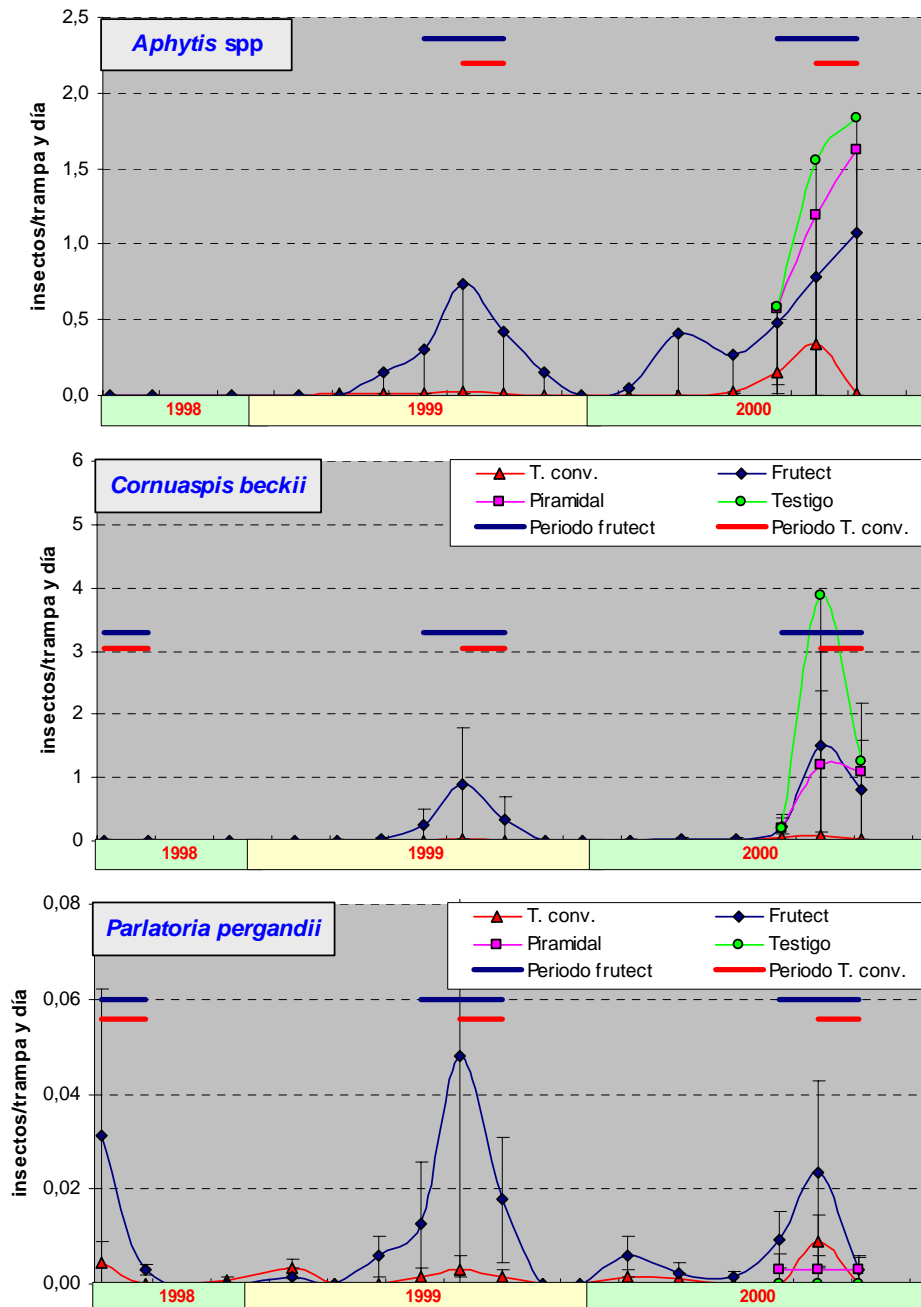 Aphytis spp
insectos/trampa y día
2,5
2,0
1,5
1,0
0,5
0,0
1998 1999 2000
Cornuaspis beckii
T. conv. Frutect
Piramidal Testigo
Periodo frutect Periodo T. conv.
insectos/trampa y día
6
5
4
3
2
1
0
1998 1999 2000
Parlatoria pergandii
T. conv. Frutect
Piramidal Testigo
Periodo frutect Periodo T. conv.
insectos/trampa y día
0,08
0,06
0,04
0,02
0,00
1998 1999 2000